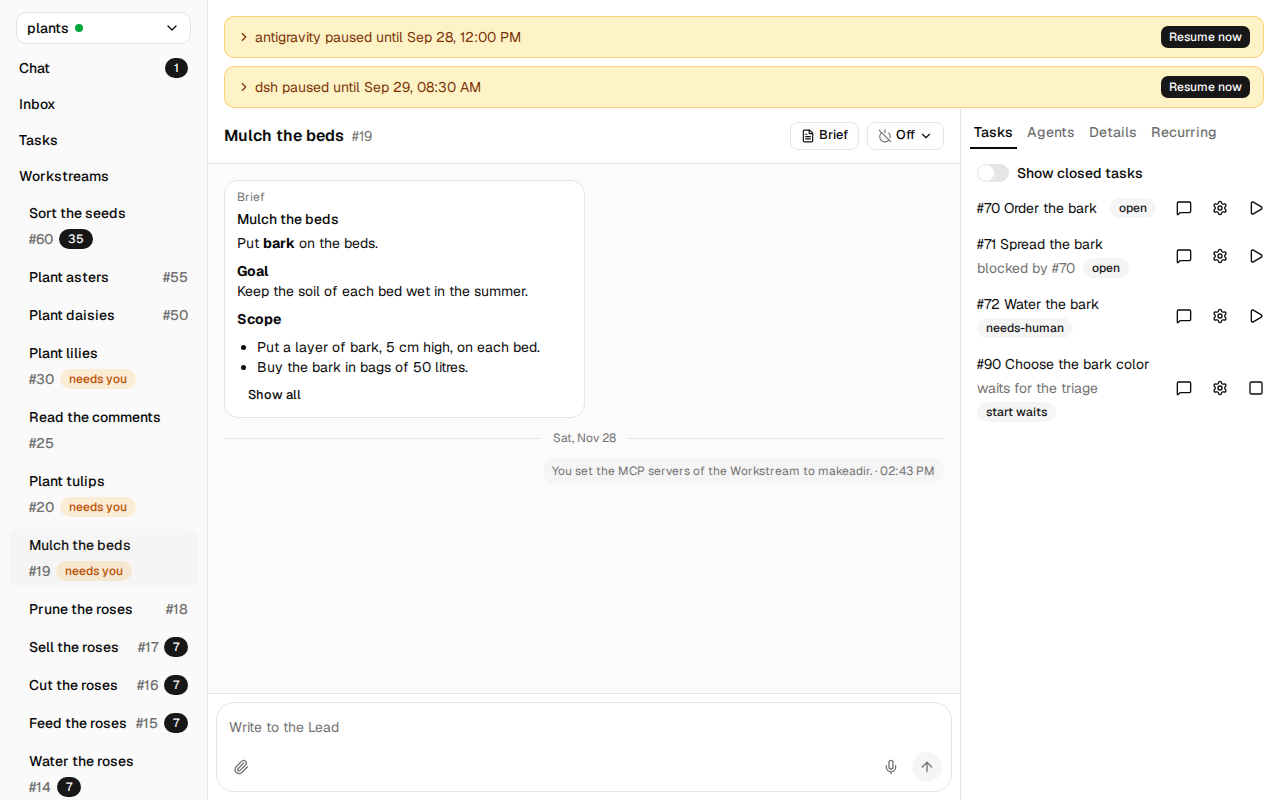 plants
Chat 1
Inbox
Tasks
Workstreams
Sort the seeds
#60 35
Plant asters #55
Plant daisies #50
Plant lilies
#30 needs you
Read the comments
#25
Plant tulips
#20 needs you
Mulch the beds
#19 needs you
Prune the roses #18
Sell the roses #17 7
Cut the roses #16 7
Feed the roses #15 7
Water the roses
#14 7
antigravity paused until Sep 28, 12:00 PM Resume now
dsh paused until Sep 29, 08:30 AM Resume now
Mulch the beds #19 Brief Off
Brief
Mulch the beds
Put bark on the beds.
Goal
Keep the soil of each bed wet in the summer.
Scope
• Put a layer of bark, 5 cm high, on each bed.
• Buy the bark in bags of 50 litres.
Show all
Sat, Nov 28
You set the MCP servers of the Workstream to makeadir. · 02:43 PM
Write to the Lead
Tasks Agents Details Recurring
Show closed tasks
#70 Order the bark open
#71 Spread the bark
blocked by #70 open
#72 Water the bark
needs-human
#90 Choose the bark color
waits for the triage
start waits